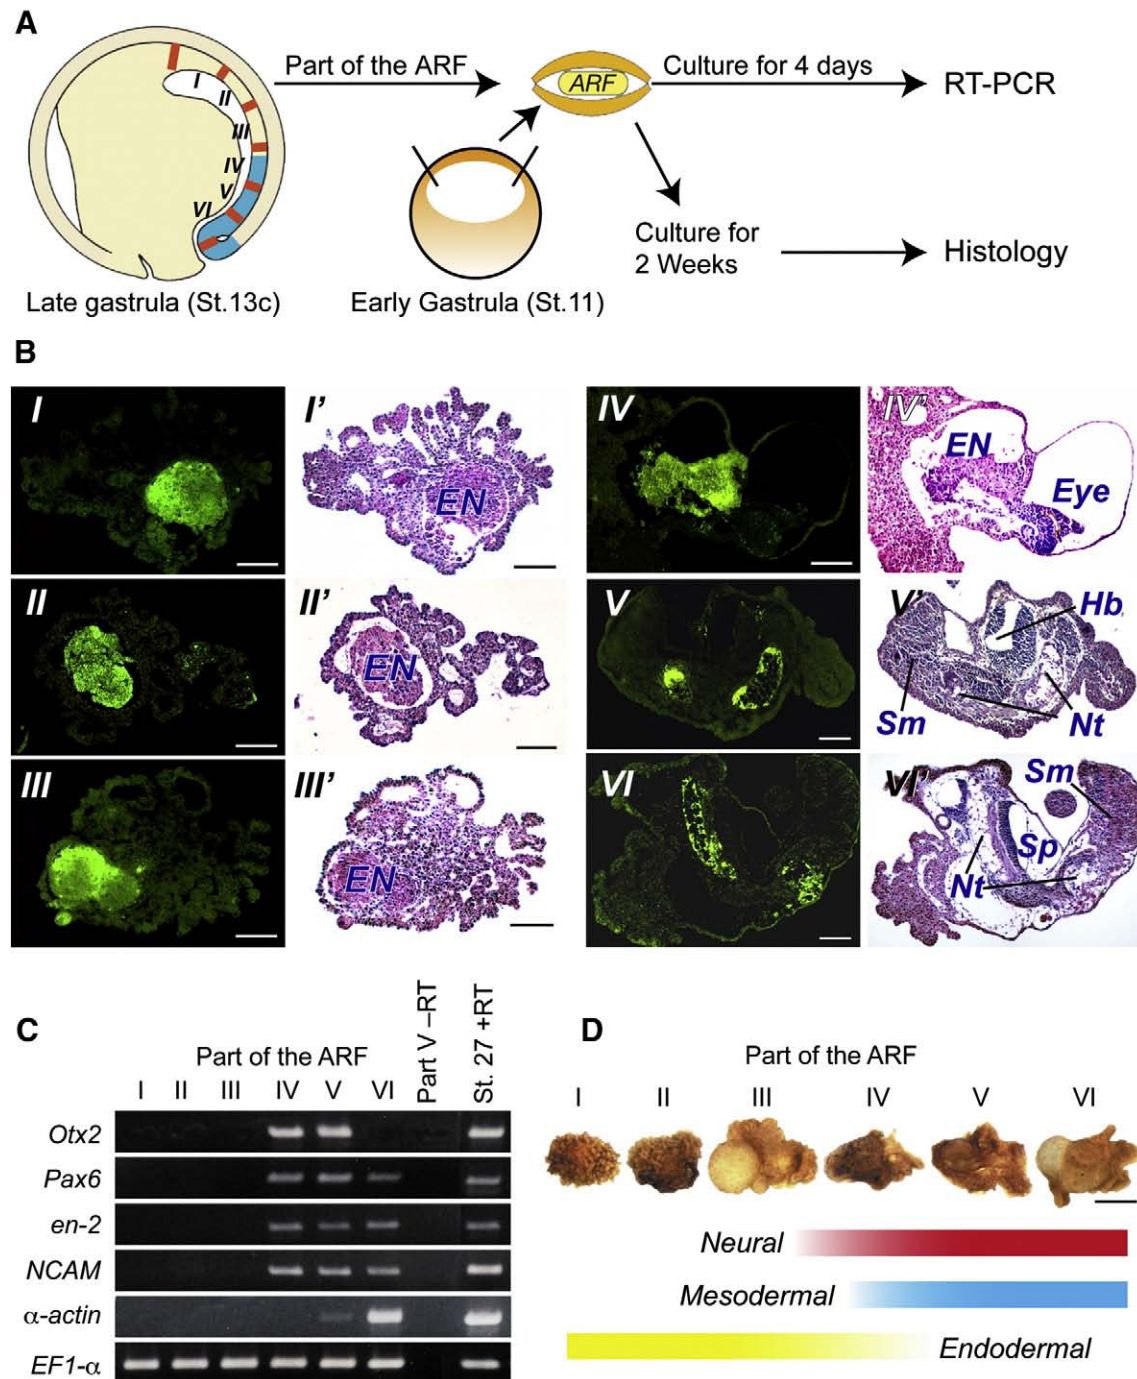 A
I
II
III
IV
V
VI
Part of the ARF
ARF
Culture for 4 days
RT-PCR
Culture for
2 Weeks
Histology
Late gastrula (St.13c)
Early Gastrula (St.11)
B
I
I'
EN
IV
IV'
EN
Eye
II
II'
EN
V
V'
Hb
Sm
Nt
III
III'
EN
VI
VI'
Sm
Sp
Nt
C
Part of the ARF
I II III IV V VI Part V –RT St. 27 +RT
Otx2
Pax6
en-2
NCAM
α-actin
EF1-α
D
Part of the ARF
I II III IV V VI
Neural
Mesodermal
Endodermal